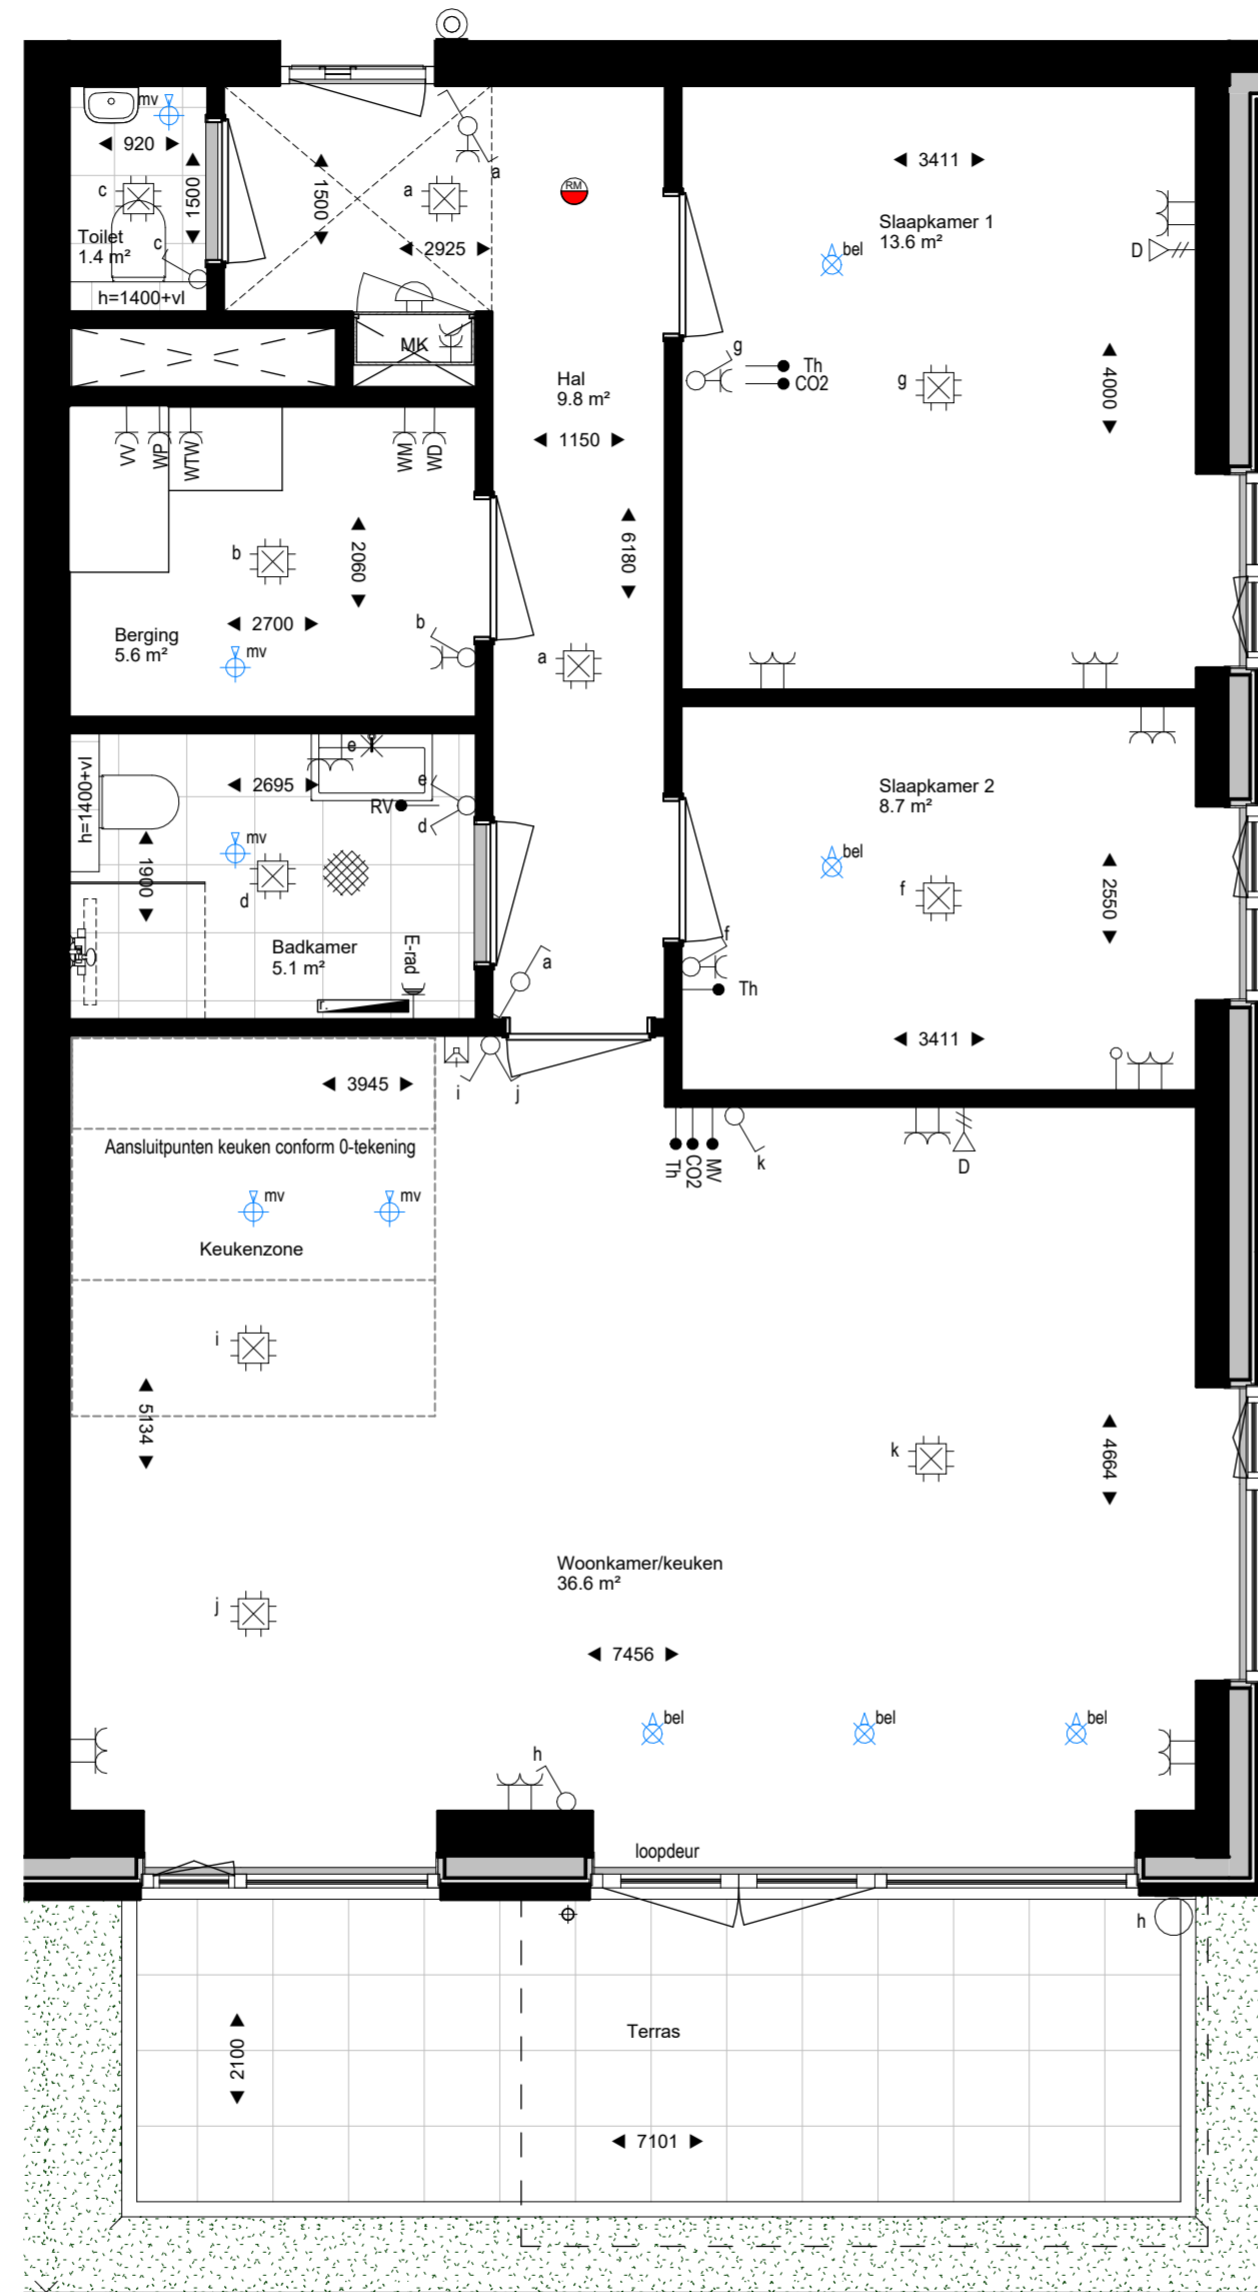 mv
920
1500
c
Toilet
1.4 m²
c
h=1400+vl
1500
a
a
2925
RM
MK
3411
Slaapkamer 1
13.6 m²
bel
D
g
Th
CO2
g
4000
Hal
9.8 m²
1150
6180
a
VV
WP
WTW
WM
WD
b
2060
2700
Berging
5.6 m²
mv
b
h=1400+vl
e
2695
e
RV
d
mv
1900
d
Badkamer
5.1 m²
E-rad
r.
a
Slaapkamer 2
8.7 m²
bel
f
2550
f
Th
3411
3945
i
j
Aansluitpunten keuken conform 0-tekening
mv
mv
Keukenzone
Th
CO2
MV
k
D
i
5134
k
4664
Woonkamer/keuken
36.6 m²
j
7456
bel
bel
bel
h
loopdeur
h
Terras
2100
7101